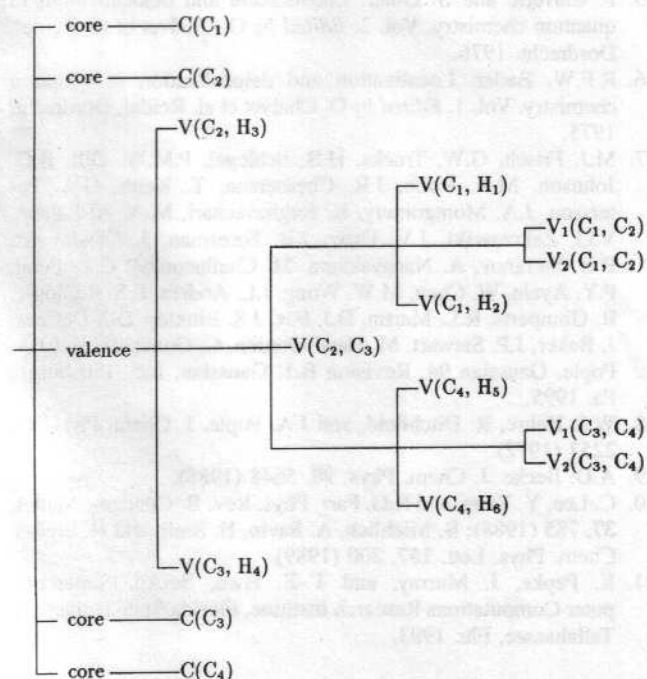 core C(C₁)
core C(C₂)
V(C₂, H₃)
V(C₁, H₁)
V₁(C₁, C₂)
V₂(C₁, C₂)
V(C₁, H₂)
valence V(C₂, C₃)
V(C₄, H₅)
V₁(C₃, C₄)
V₂(C₃, C₄)
V(C₄, H₆)
V(C₃, H₄)
core C(C₃)
core C(C₄)